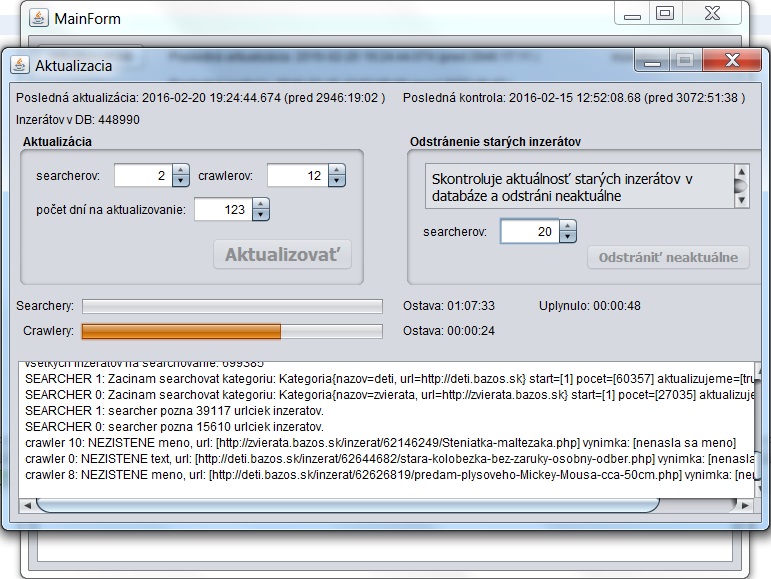 MainForm
Aktualizacia
Posledná aktualizácia: 2016-02-20 19:24:44.674 (pred 2946:19:02 )
Posledná kontrola: 2016-02-15 12:52:08.68 (pred 3072:51:38 )
Inzerátov v DB: 448990
Aktualizácia
searcherov: 2 crawlerov: 12
počet dní na aktualizovanie: 123
Aktualizovať
Odstránenie starých inzerátov
Skontroluje aktuálnosť starých inzerátov v
databáze a odstráni neaktuálne
searcherov: 20
Odstrániť neaktuálne
Searchery: Ostava: 01:07:33 Uplynulo: 00:00:48
Crawlery: Ostava: 00:00:24
vsetkych inzeratov na searchovanie: 699385
SEARCHER 1: Zacinam searchovat kategoriu: Kategoria{nazov=deti, url=http://deti.bazos.sk} start=[1] pocet=[60357] aktualizujeme=[tru
SEARCHER 0: Zacinam searchovat kategoriu: Kategoria{nazov=zvierata, url=http://zvierata.bazos.sk} start=[1] pocet=[27035] aktualizuje
SEARCHER 1: searcher pozna 39117 urlciek inzeratov.
SEARCHER 0: searcher pozna 15610 urlciek inzeratov.
crawler 10: NEZISTENE meno, url: [http://zvierata.bazos.sk/inzerat/62146249/Steniatka-maltezaka.php] vynimka: [nenasla sa meno]
crawler 0: NEZISTENE text, url: [http://deti.bazos.sk/inzerat/62644682/stara-kolobezka-bez-zaruky-osobny-odber.php] vynimka: [nenasla
crawler 8: NEZISTENE meno, url: [http://deti.bazos.sk/inzerat/62626819/predam-plysoveho-Mickey-Mousa-cca-50cm.php] vynimka: [nen